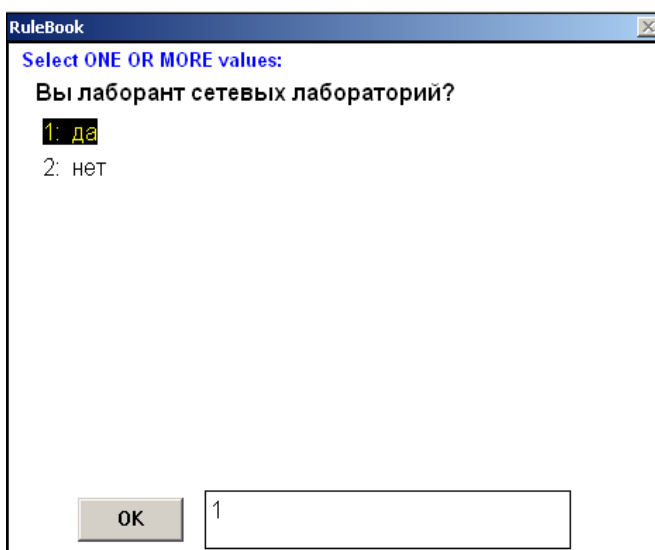 RuleBook
Select ONE OR MORE values:
Вы лаборант сетевых лабораторий?
1: да
2: нет
OK
1